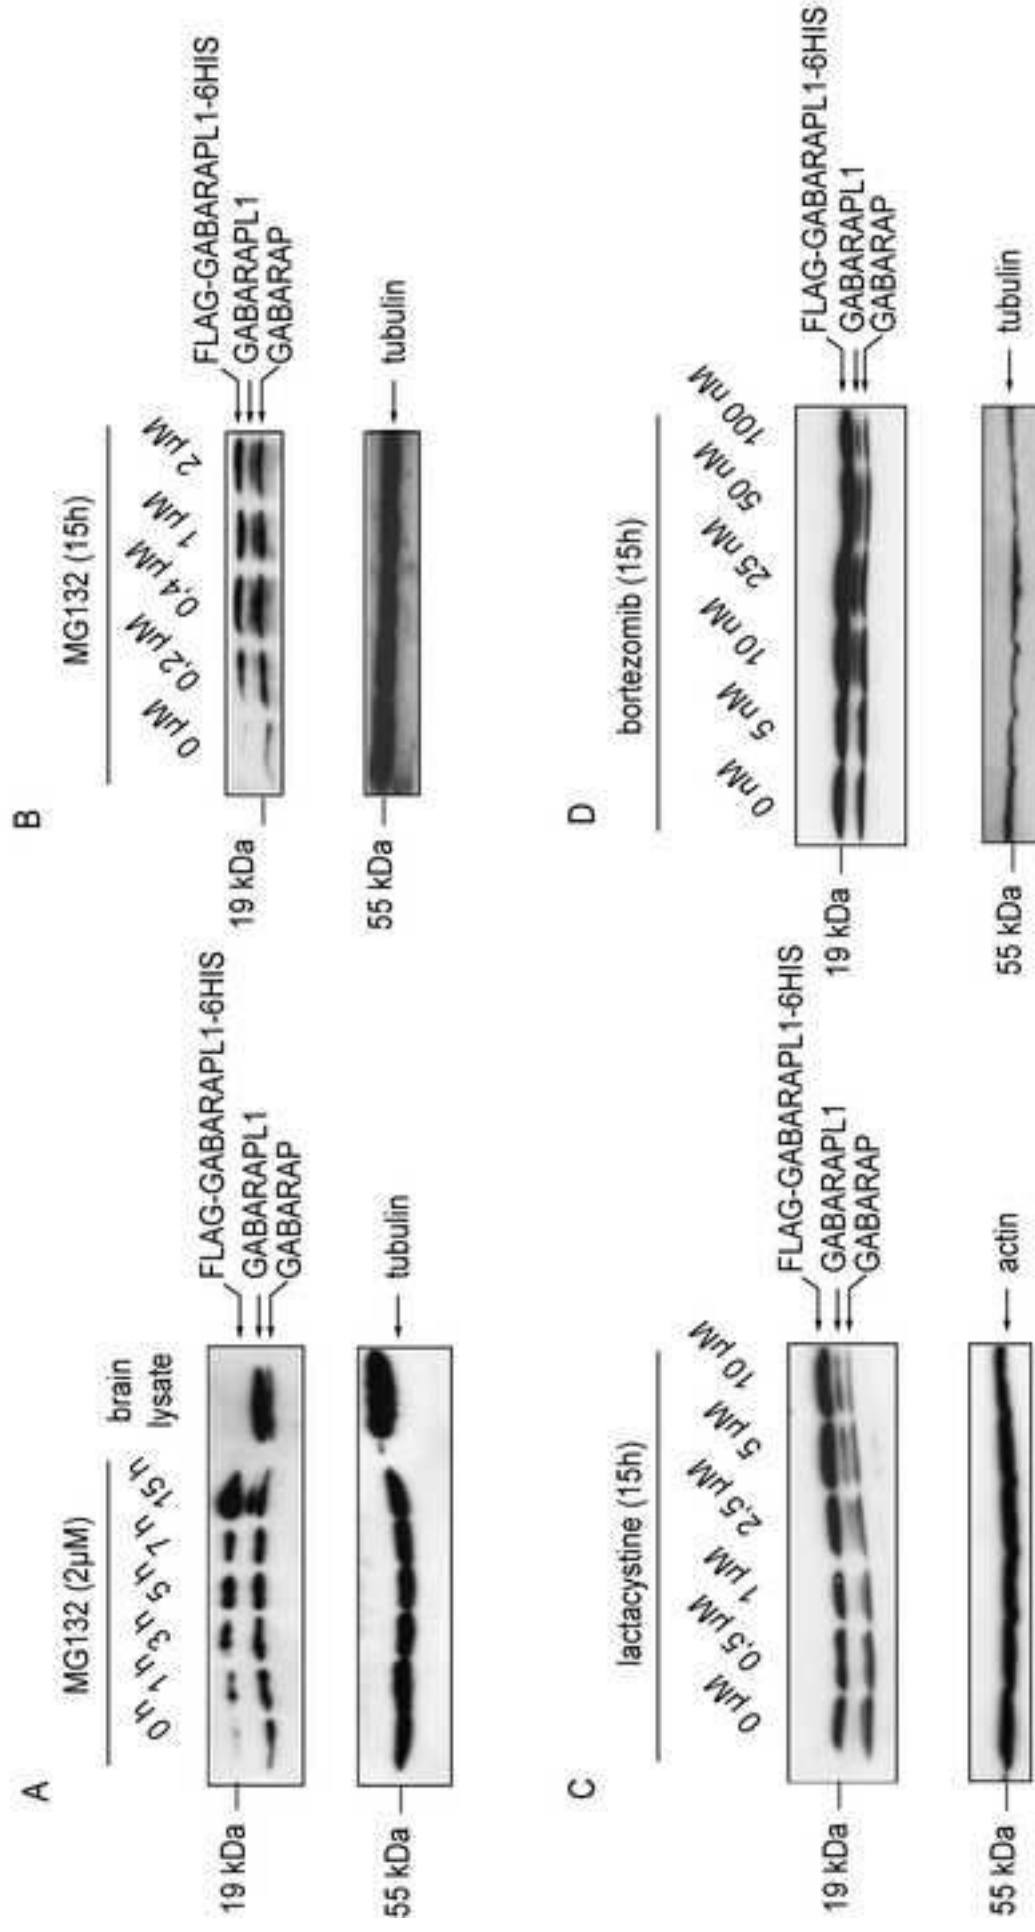 A
MG132 (2µM)
0 h 1 h 3 h 5 h 7 h 15 h
brain
lysate
19 kDa
FLAG-GABARAPL1-6HIS
GABARAPL1
GABARAP
55 kDa
tubulin
B
MG132 (15h)
0 µM 0,2 µM 0,4 µM 1 µM 2 µM
19 kDa
FLAG-GABARAPL1-6HIS
GABARAPL1
GABARAP
55 kDa
tubulin
C
lactacystine (15h)
0 µM 0,5 µM 1 µM 2,5 µM 5 µM 10 µM
19 kDa
FLAG-GABARAPL1-6HIS
GABARAPL1
GABARAP
55 kDa
actin
D
bortezomib (15h)
0 nM 5 nM 10 nM 25 nM 50 nM 100 nM
19 kDa
FLAG-GABARAPL1-6HIS
GABARAPL1
GABARAP
55 kDa
tubulin